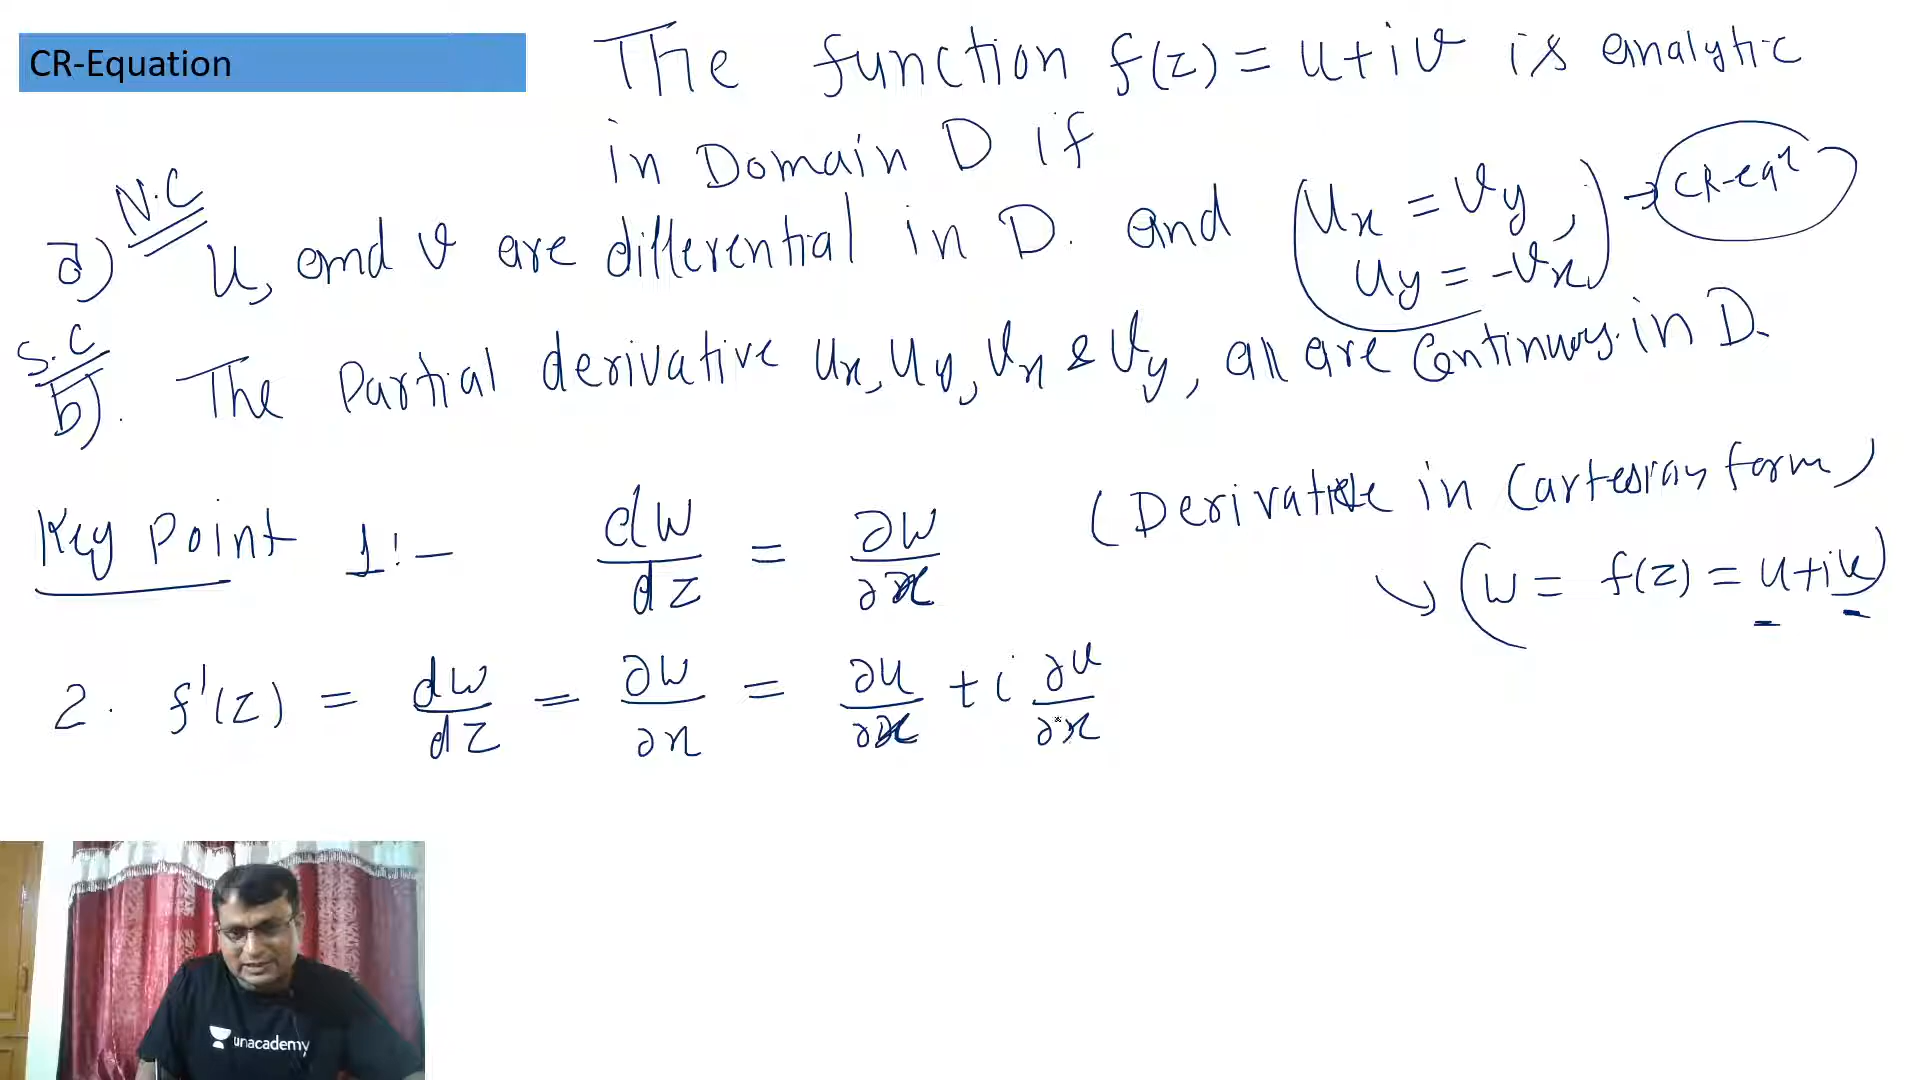 CR-Equation
The function f(z) = u+iv is analytic
in Domain D if
N.C
a) U, and v are differential in D. and (Ux = Vy, → CR-eqⁿ
Uy = -Vx)
S.C
b). The Partial derivative Ux, Uy, Vx & Vy, all are Continuous in D.
Key Point 1:- dw/dz = ∂w/∂x (Derivative in Cartesian form)
(w = f(z) = u+iv)
2. f'(z) = dw/dz = ∂w/∂x = ∂u/∂x + i ∂u/∂x
unacademy